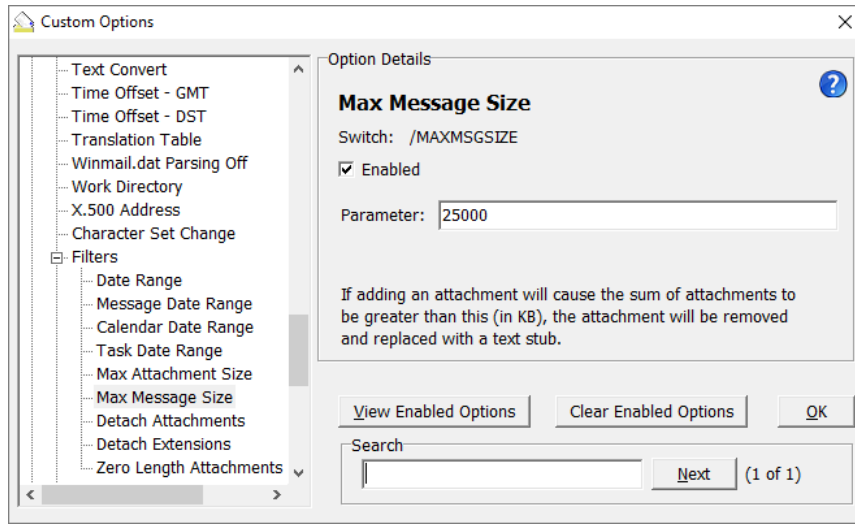 Custom Options
Text Convert
Time Offset - GMT
Time Offset - DST
Translation Table
Winmail.dat Parsing Off
Work Directory
X.500 Address
Character Set Change
Filters
Date Range
Message Date Range
Calendar Date Range
Task Date Range
Max Attachment Size
Max Message Size
Detach Attachments
Detach Extensions
Zero Length Attachments
Option Details
?
Max Message Size
Switch: /MAXMSGSIZE
Enabled
Parameter: 25000
If adding an attachment will cause the sum of attachments to
be greater than this (in KB), the attachment will be removed
and replaced with a text stub.
View Enabled Options Clear Enabled Options OK
Search
Next (1 of 1)